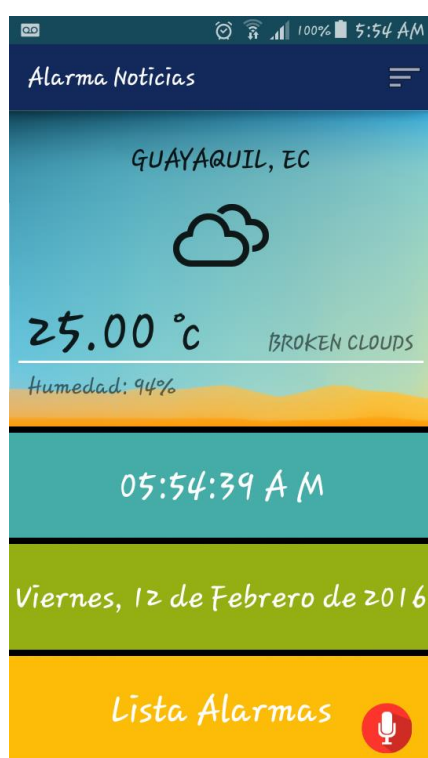 100% 5:54 AM
Alarma Noticias
GUAYAQUIL, EC
25.00 °c
BROKEN CLOUDS
Humedad: 94%
05:54:39 A M
Viernes, 12 de Febrero de 2016
Lista Alarmas